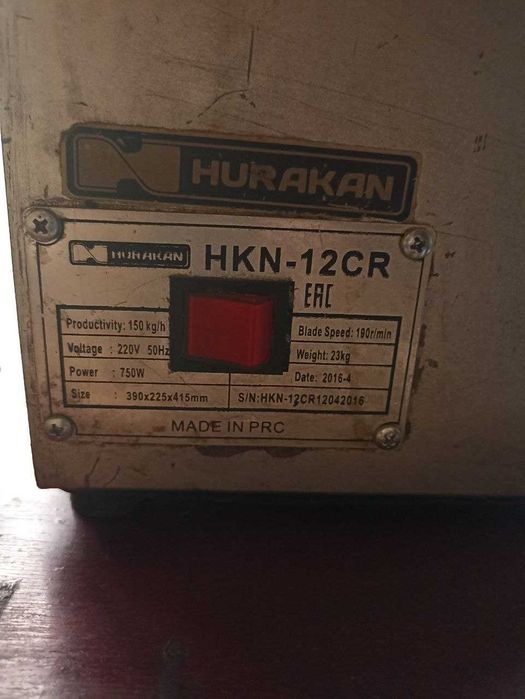 HURAKAN
HURAKAN HKN-12CR
EAC
Productivity: 150 kg/h Blade Speed: 190r/min
Voltage : 220V 50Hz Weight: 23kg
Power : 750W Date: 2016-4
Size : 390x225x415mm S/N:HKN-12CR12042016
MADE IN PRC